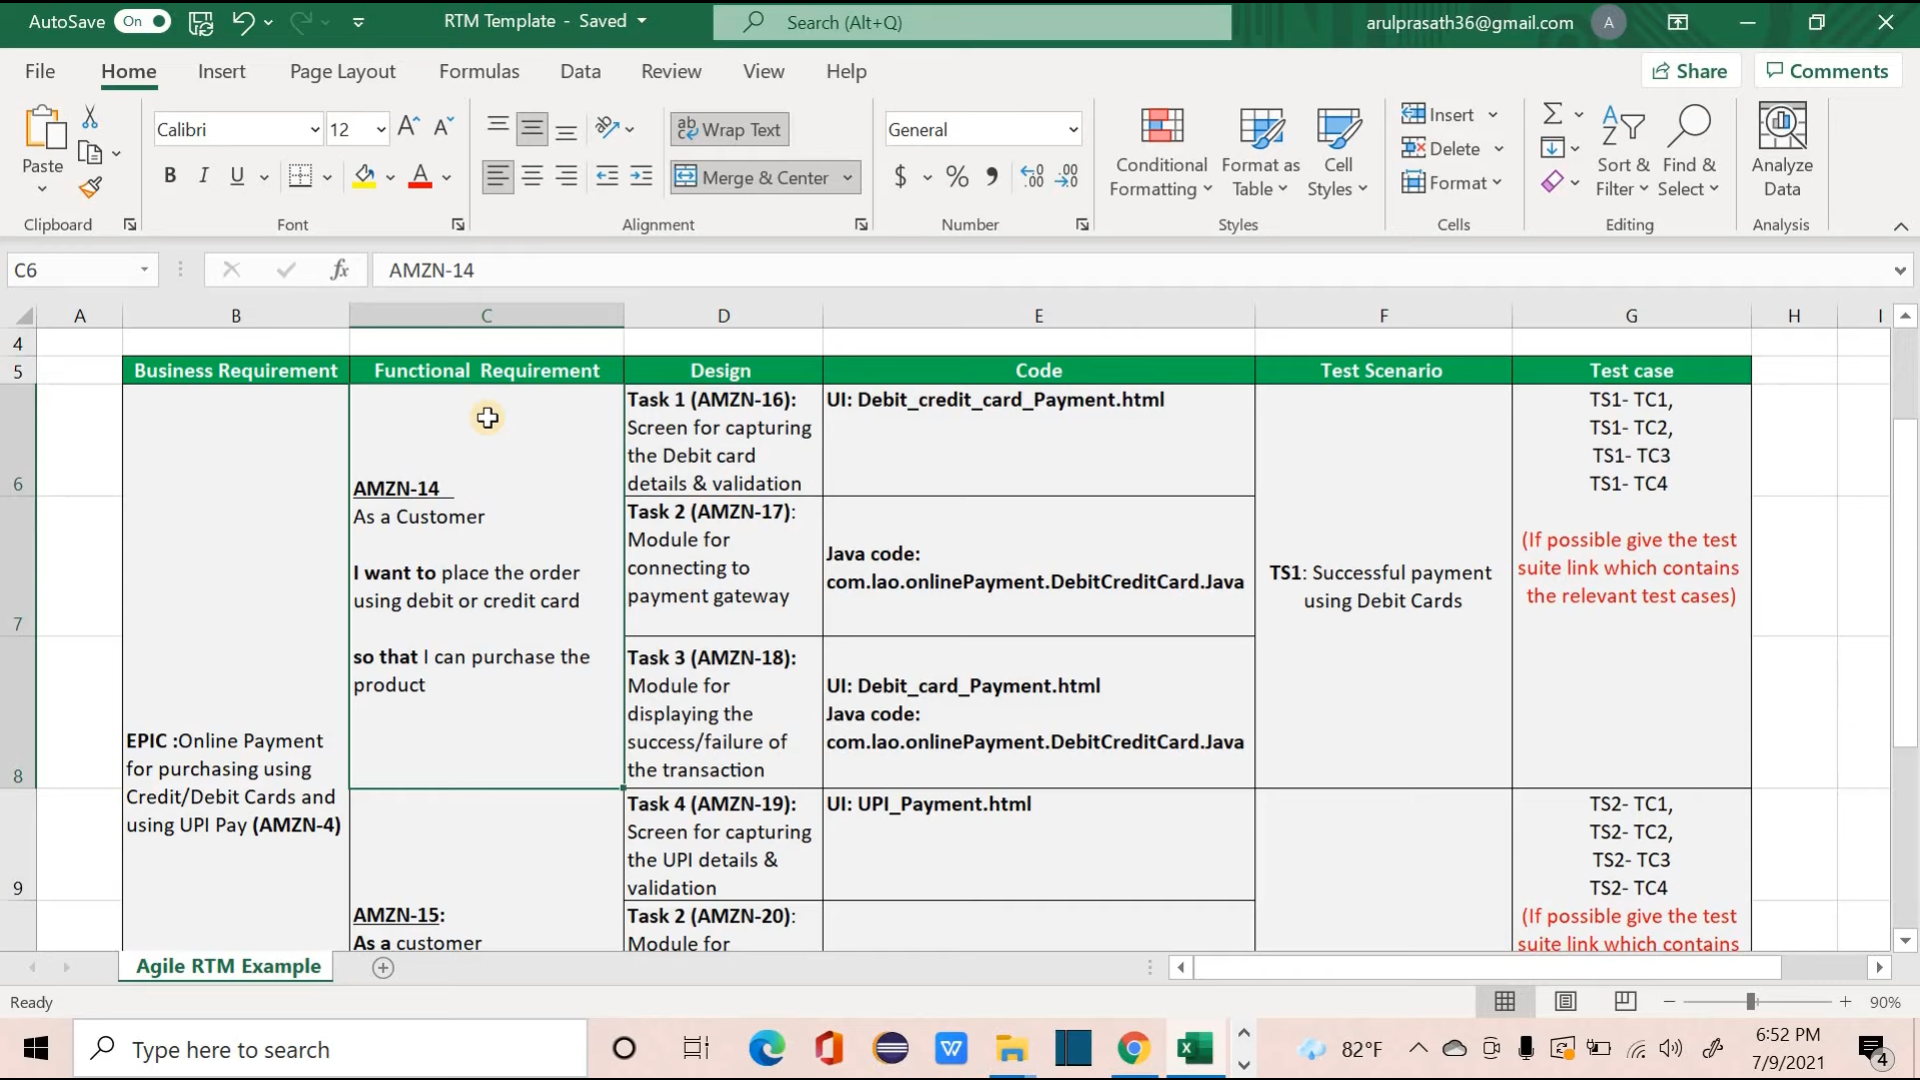 AutoSave On RTM Template - Saved Search (Alt+Q) arulprasath36@gmail.com A
File Home Insert Page Layout Formulas Data Review View Help Share Comments
Paste
Clipboard
Calibri 12
B I U
Font
ab Wrap Text
Merge & Center
Alignment
General
$ % 9
Number
Conditional Formatting
Format as Table
Cell Styles
Styles
Insert
Delete
Format
Cells
Sort & Filter
Find & Select
Editing
Analyze Data
Analysis
C6 fx AMZN-14
A B C D E F G H I
4
5 Business Requirement Functional Requirement Design Code Test Scenario Test case
6
7
8
9
EPIC :Online Payment
for purchasing using
Credit/Debit Cards and
using UPI Pay (AMZN-4)
AMZN-14
As a Customer
I want to place the order
using debit or credit card
so that I can purchase the
product
AMZN-15:
As a customer
Task 1 (AMZN-16):
Screen for capturing
the Debit card
details & validation
Task 2 (AMZN-17):
Module for
connecting to
payment gateway
Task 3 (AMZN-18):
Module for
displaying the
success/failure of
the transaction
Task 4 (AMZN-19):
Screen for capturing
the UPI details &
validation
Task 2 (AMZN-20):
Module for
UI: Debit_credit_card_Payment.html
Java code:
com.lao.onlinePayment.DebitCreditCard.Java
UI: Debit_card_Payment.html
Java code:
com.lao.onlinePayment.DebitCreditCard.Java
UI: UPI_Payment.html
TS1: Successful payment
using Debit Cards
TS1- TC1,
TS1- TC2,
TS1- TC3
TS1- TC4
(If possible give the test
suite link which contains
the relevant test cases)
TS2- TC1,
TS2- TC2,
TS2- TC3
TS2- TC4
(If possible give the test
suite link which contains
Agile RTM Example
Ready 90%
Type here to search
82°F
6:52 PM
7/9/2021
4